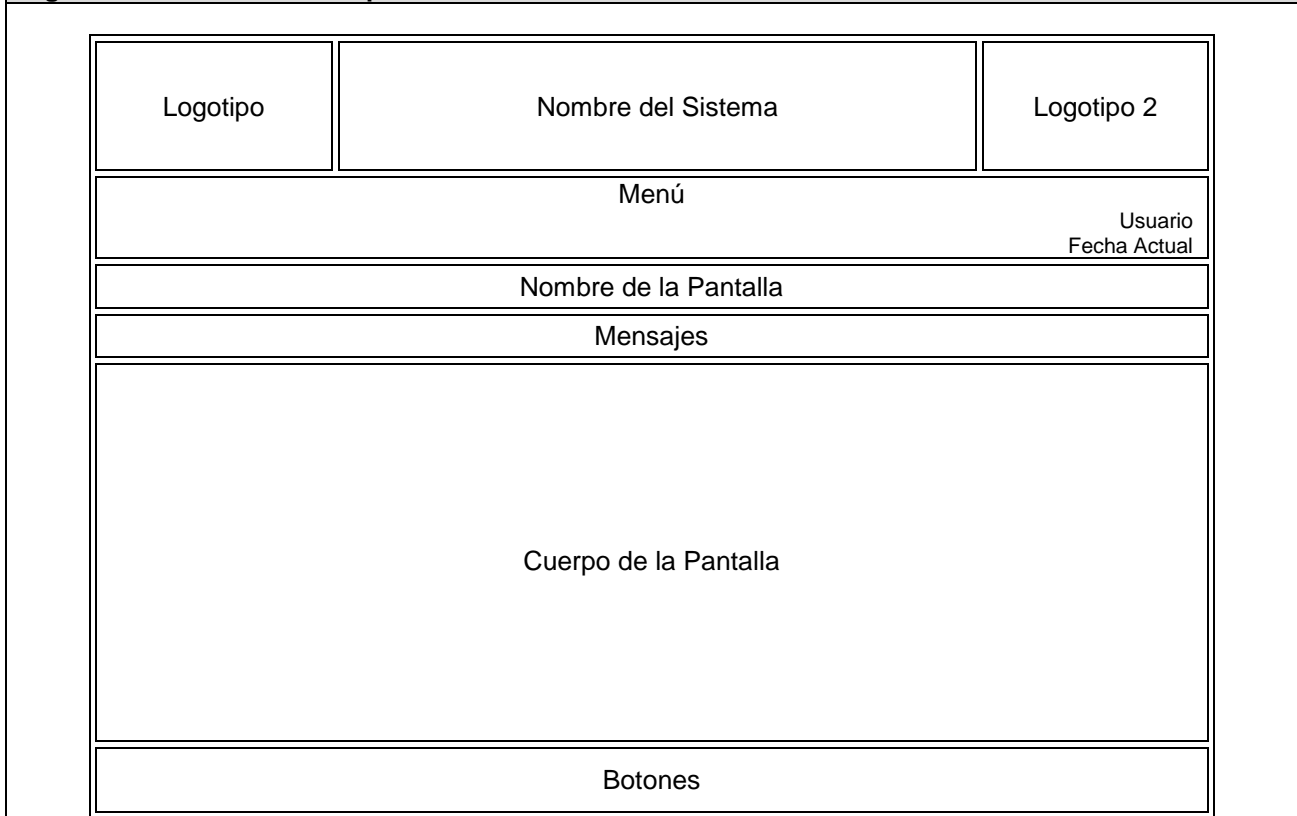 Logotipo
Nombre del Sistema
Logotipo 2
Menú
Usuario
Fecha Actual
Nombre de la Pantalla
Mensajes
Cuerpo de la Pantalla
Botones